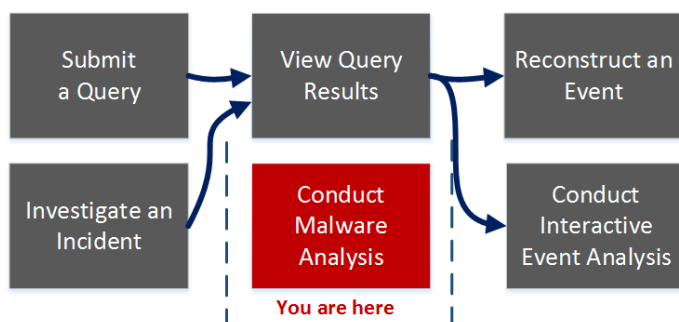 Submit
a Query
View Query
Results
Reconstruct an
Event
Investigate an
Incident
Conduct
Malware
Analysis
Conduct
Interactive
Event Analysis
You are here